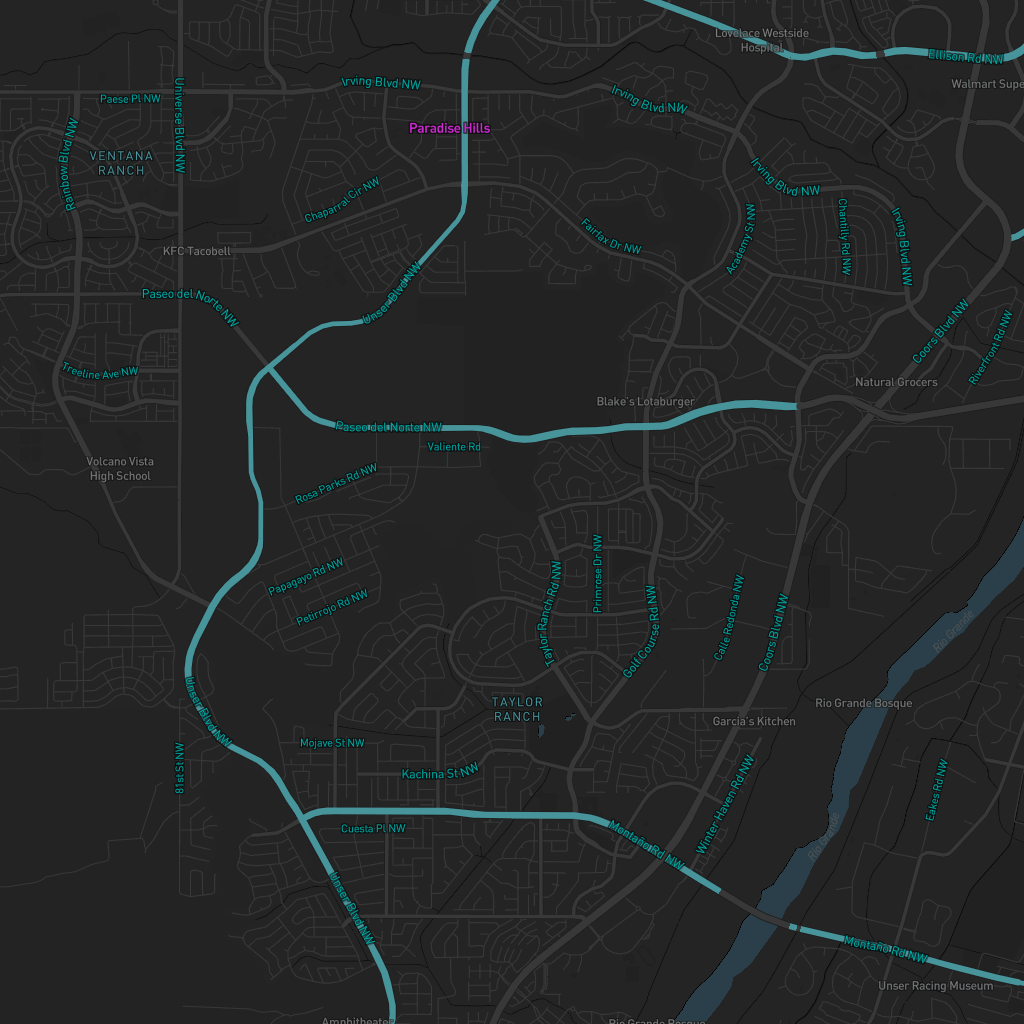 Lovelace Westside
Hospital
Ellison Rd NW
Walmart Supe
Irving Blvd NW
Irving Blvd NW
Paese Pl NW
Universe Blvd NW
Paradise Hills
Rainbow Blvd NW
VENTANA
RANCH
Irving Blvd NW
Chaparral Cir NW
Chantilly Rd NW
Irving Blvd NW
Fairfax Dr NW
Academy St NW
KFC Tacobell
Unser Blvd NW
Paseo del Norte NW
Coors Blvd NW
Riverfront Rd NW
Treeline Ave NW
Natural Grocers
Blake's Lotaburger
Paseo del Norte NW
Valiente Rd
Volcano Vista
High School
Rosa Parks Rd NW
Papagayo Rd NW
Petirrojo Rd NW
Primrose Dr NW
Taylor Ranch Rd NW
Golf Course Rd NW
Calle Redonda NW
Coors Blvd NW
Rio Grande
Unser Blvd NW
TAYLOR
RANCH
Rio Grande Bosque
Garcia's Kitchen
Mojave St NW
81st St NW
Kachina St NW
Winter Haven Rd NW
Eakes Rd NW
Cuesta Pl NW
Montaño Rd NW
Rio Grande
Unser Blvd NW
Montaño Rd NW
Unser Racing Museum
Amphitheater
Rio Grande Bosque